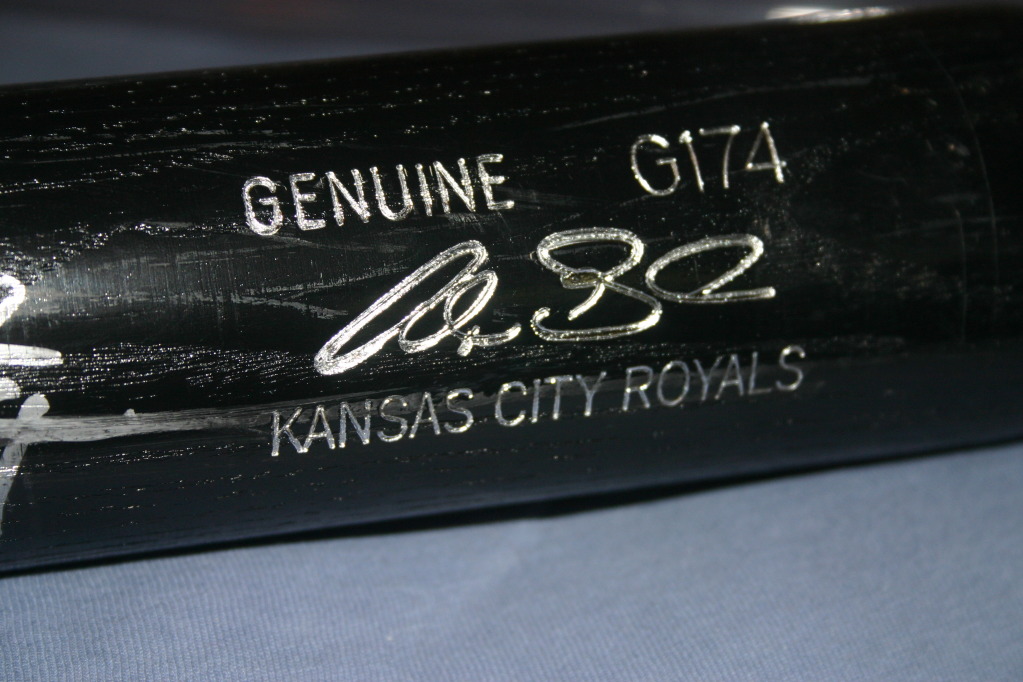 GENUINE G174
KANSAS CITY ROYALS